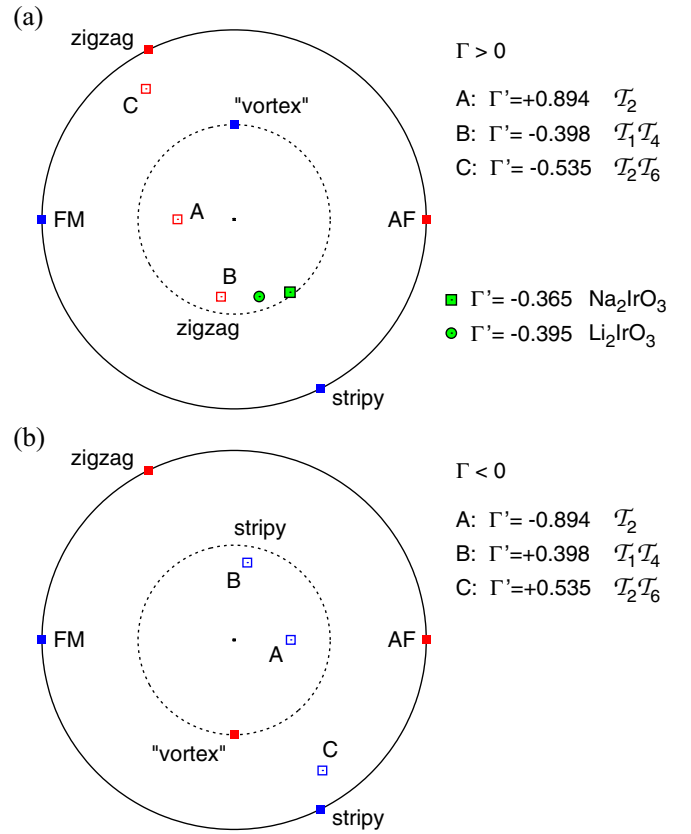 (a)
zigzag
Γ > 0
C
"vortex"
A: Γ'=+0.894 𝒯₂
B: Γ'= -0.398 𝒯₁𝒯₄
C: Γ'= -0.535 𝒯₂𝒯₆
FM
A
AF
B
zigzag
Γ'= -0.365 Na₂IrO₃
Γ'= -0.395 Li₂IrO₃
stripy
(b)
zigzag
Γ < 0
stripy
B
A: Γ'= -0.894 𝒯₂
B: Γ'=+0.398 𝒯₁𝒯₄
C: Γ'=+0.535 𝒯₂𝒯₆
FM
A
AF
"vortex"
C
stripy